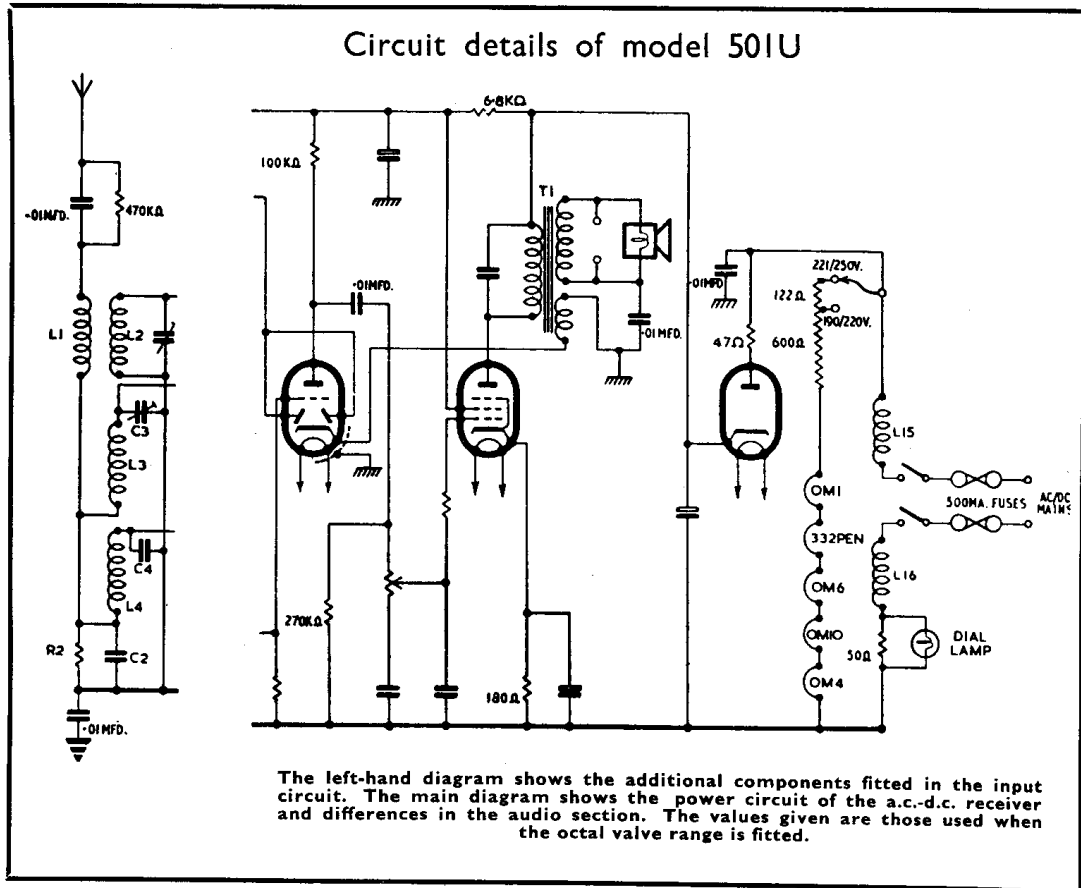 Circuit details of model 501U
6·8KΩ
100KΩ
·01MFD.
470KΩ
T1
·01MFD.
·01MFD
221/250V.
122Ω
190/220V.
600Ω
47Ω
·01MFD.
L1
L2
C3
L3
C4
L4
R2
C2
·01MFD.
270KΩ
180Ω
L15
OM1
500MA. FUSES
AC/DC
MAINS
332PEN
OM6
L16
OM10
50Ω
DIAL
LAMP
OM4
The left-hand diagram shows the additional components fitted in the input
circuit. The main diagram shows the power circuit of the a.c.-d.c. receiver
and differences in the audio section. The values given are those used when
the octal valve range is fitted.